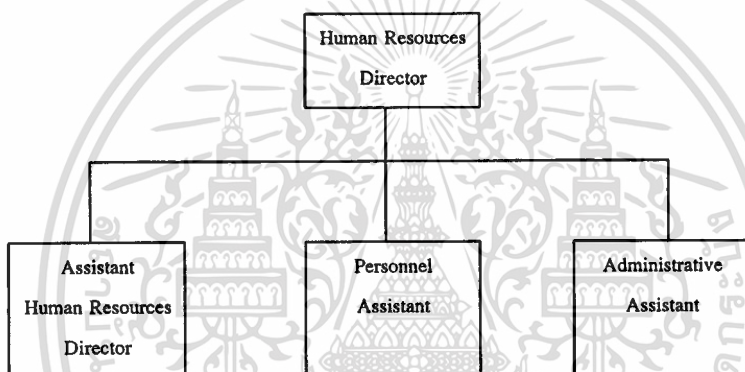 Human Resources
Director
Assistant
Human Resources
Director
Personnel
Assistant
Administrative
Assistant